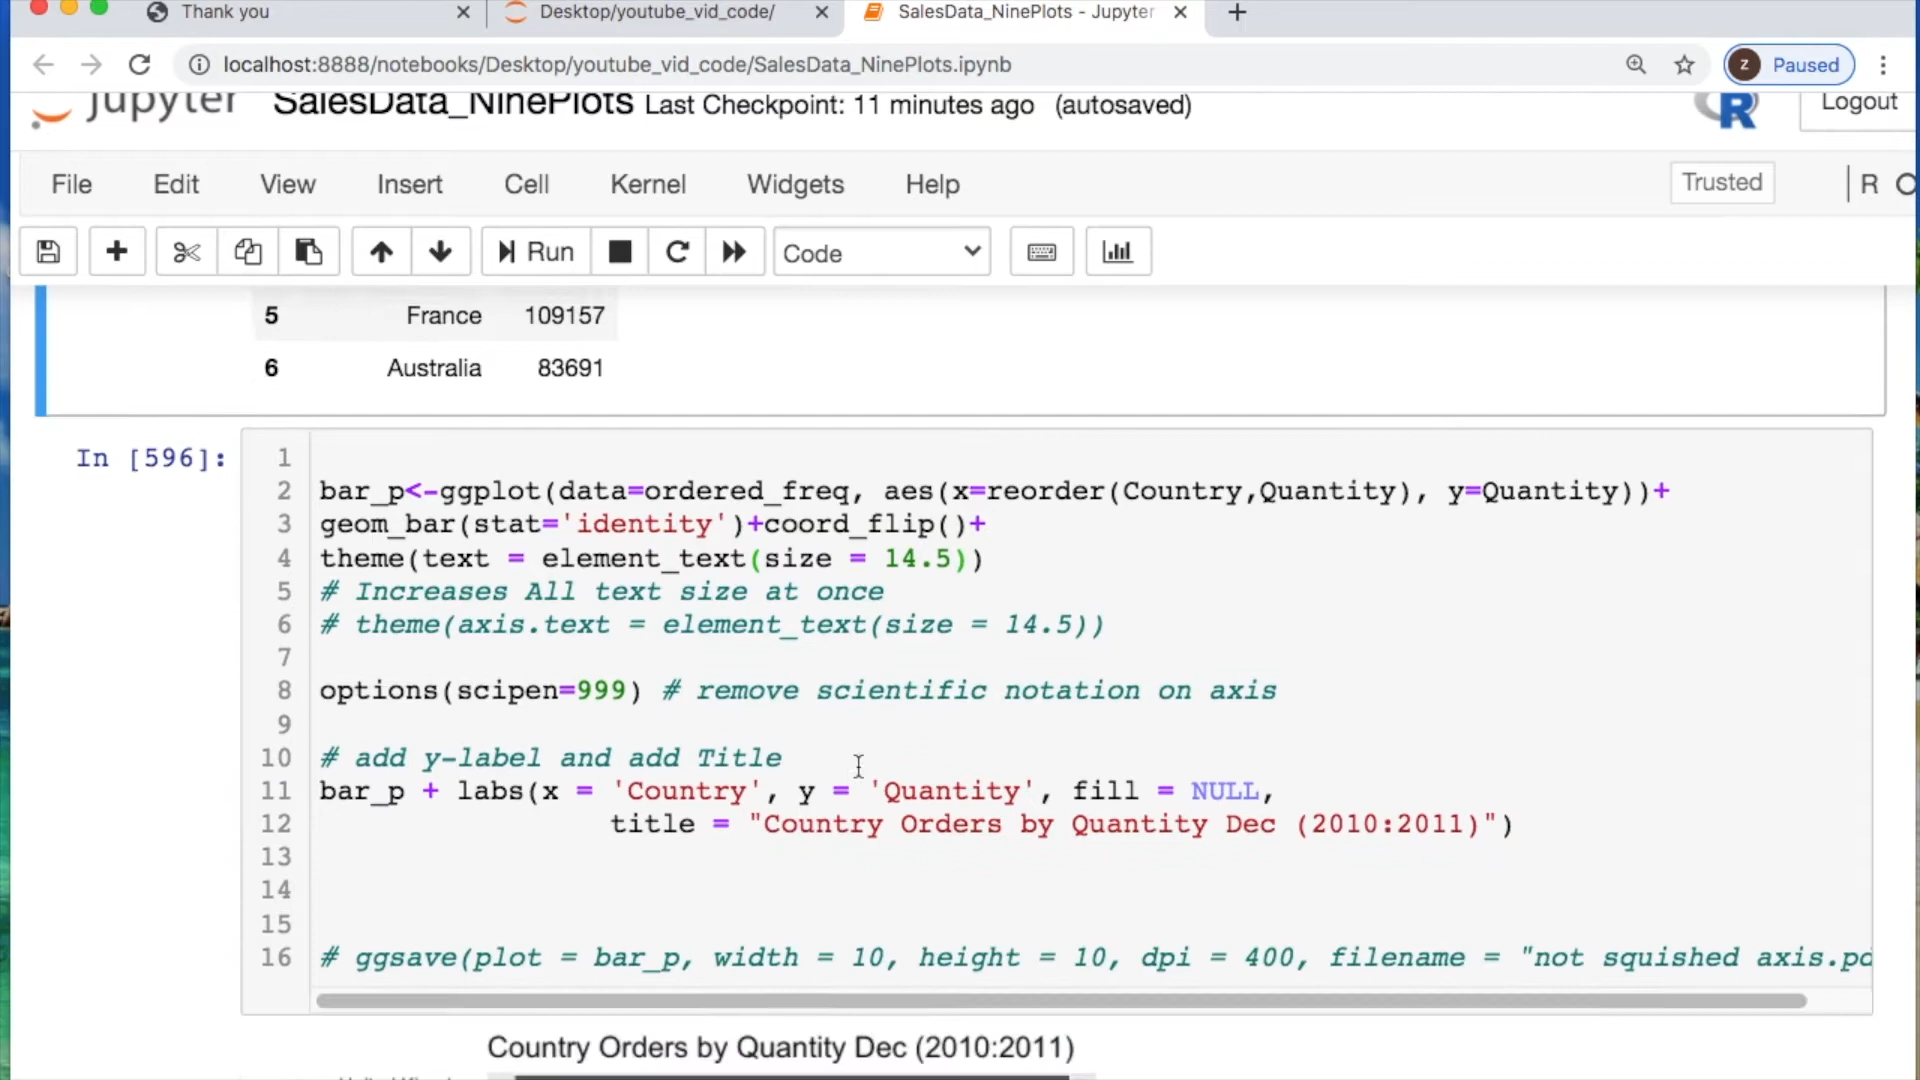 Thank you
Desktop/youtube_vid_code/
SalesData_NinePlots - Jupyter
localhost:8888/notebooks/Desktop/youtube_vid_code/SalesData_NinePlots.ipynb
Z Paused
jupyter SalesData_NinePlots Last Checkpoint: 11 minutes ago (autosaved)
R
Logout
File Edit View Insert Cell Kernel Widgets Help
Trusted
R
Run
Code
5 France 109157
6 Australia 83691
In [596]:
1
2 bar_p<-ggplot(data=ordered_freq, aes(x=reorder(Country,Quantity), y=Quantity))+
3 geom_bar(stat='identity')+coord_flip()+
4 theme(text = element_text(size = 14.5))
5 # Increases All text size at once
6 # theme(axis.text = element_text(size = 14.5))
7
8 options(scipen=999) # remove scientific notation on axis
9
10 # add y-label and add Title
11 bar_p + labs(x = 'Country', y = 'Quantity', fill = NULL,
12 title = "Country Orders by Quantity Dec (2010:2011)")
13
14
15
16 # ggsave(plot = bar_p, width = 10, height = 10, dpi = 400, filename = "not squished axis.pd
Country Orders by Quantity Dec (2010:2011)